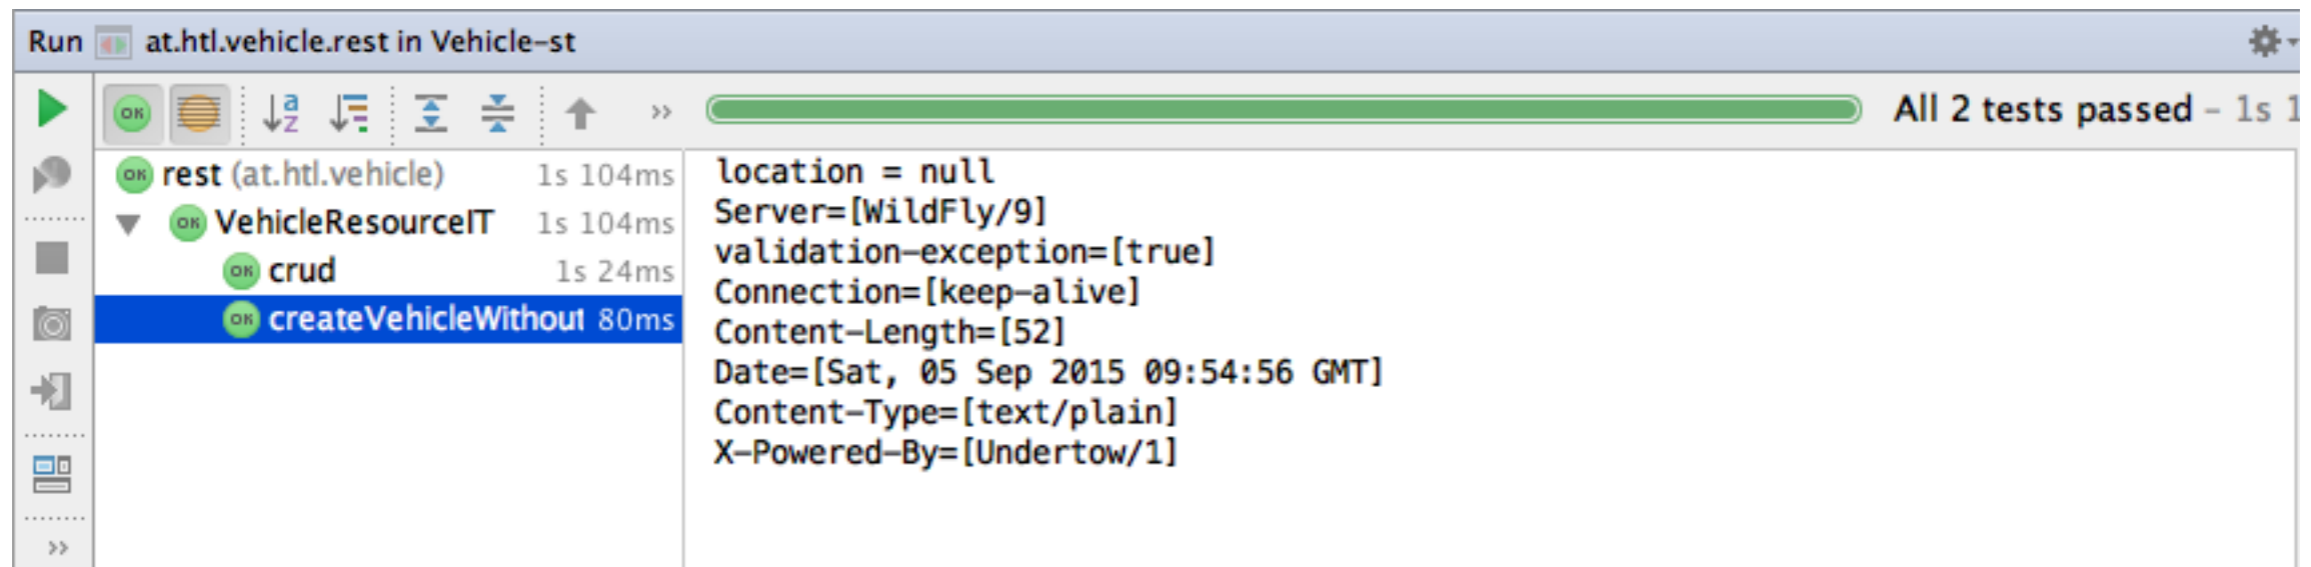 Run at.htl.vehicle.rest in Vehicle-st
All 2 tests passed – 1s 1
rest (at.htl.vehicle) 1s 104ms
VehicleResourceIT 1s 104ms
crud 1s 24ms
createVehicleWithout 80ms
location = null
Server=[WildFly/9]
validation-exception=[true]
Connection=[keep-alive]
Content-Length=[52]
Date=[Sat, 05 Sep 2015 09:54:56 GMT]
Content-Type=[text/plain]
X-Powered-By=[Undertow/1]